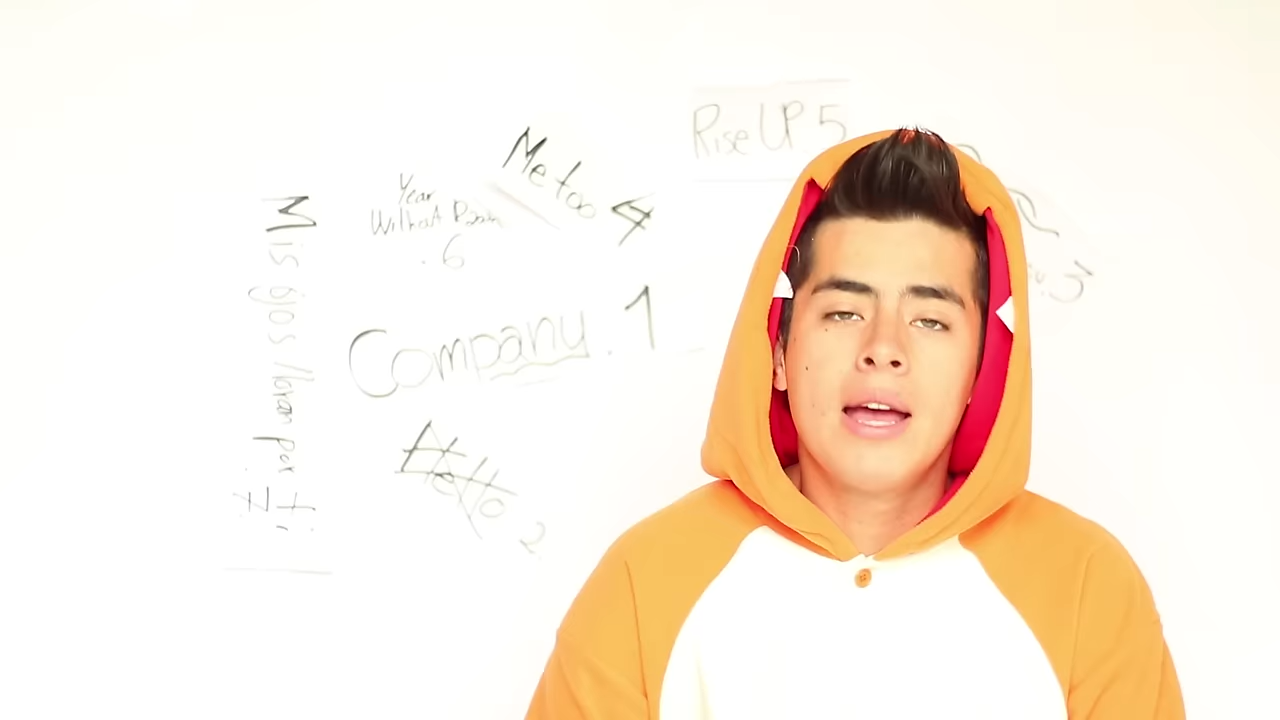 Rise UP 5
Me too 4
Year
Without Rain
. 6
Mis ojos lloran por ti
7
Company . 1
Hello 2
3